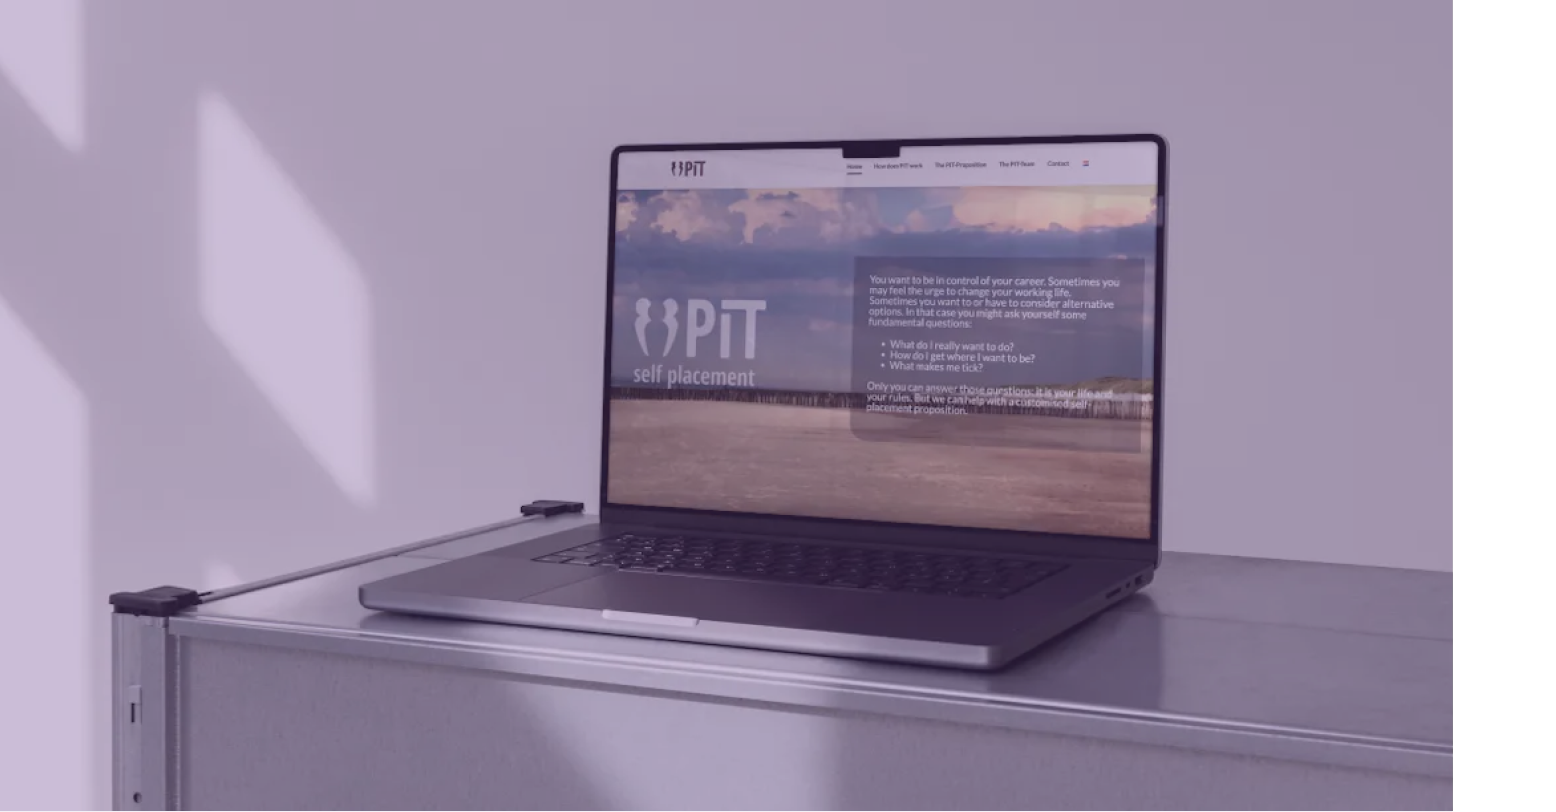 PiT
Home How does PiT work The PiT-Proposition The PiT-Team Contact
You want to be in control of your career. Sometimes you
may feel the urge to change your working life.
Sometimes you want to or have to consider alternative
options. In that case you might ask yourself some
fundamental questions:
• What do I really want to do?
• How do I get where I want to be?
• What makes me tick?
Only you can answer those questions: it is your life and
your rules. But we can help with a customised self-
placement proposition.
PiT
self placement